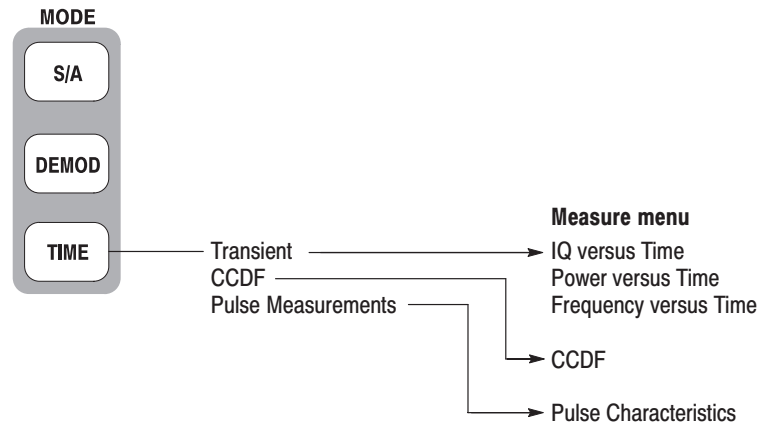 MODE
S/A
DEMOD
TIME
Transient
CCDF
Pulse Measurements
Measure menu
IQ versus Time
Power versus Time
Frequency versus Time
CCDF
Pulse Characteristics